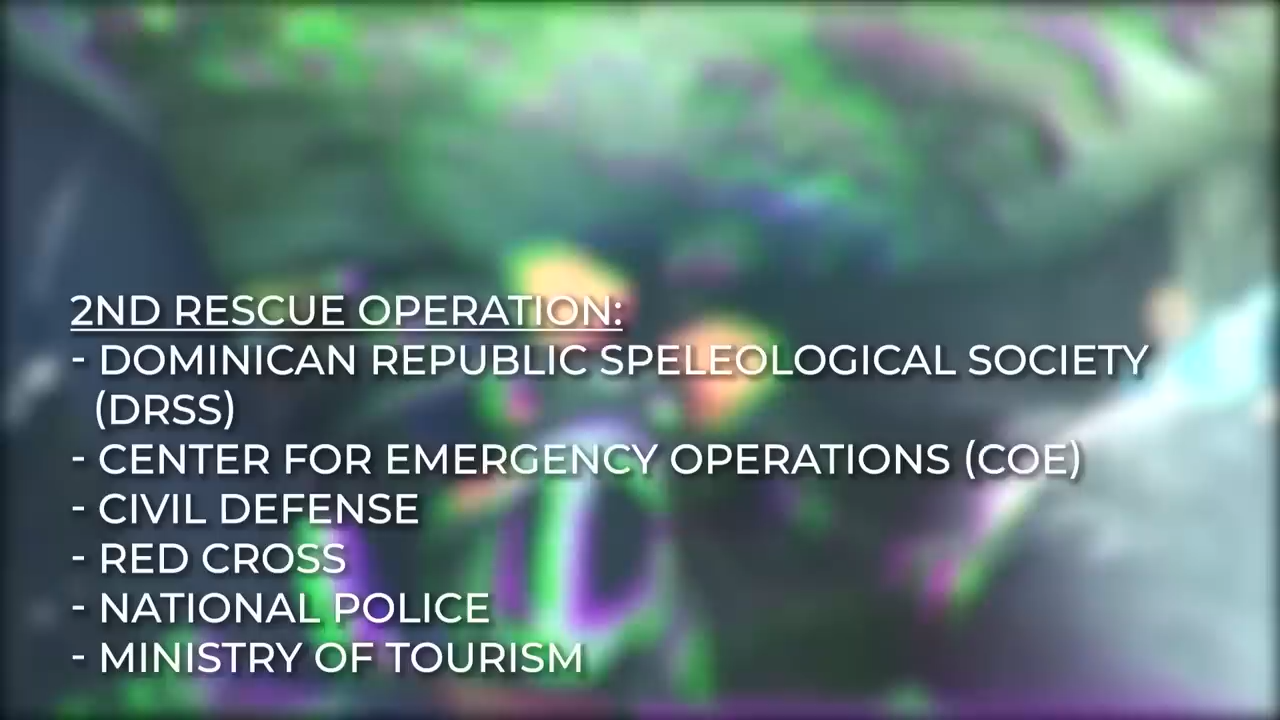 2ND RESCUE OPERATION:
- DOMINICAN REPUBLIC SPELEOLOGICAL SOCIETY
(DRSS)
- CENTER FOR EMERGENCY OPERATIONS (COE)
- CIVIL DEFENSE
- RED CROSS
- NATIONAL POLICE
- MINISTRY OF TOURISM